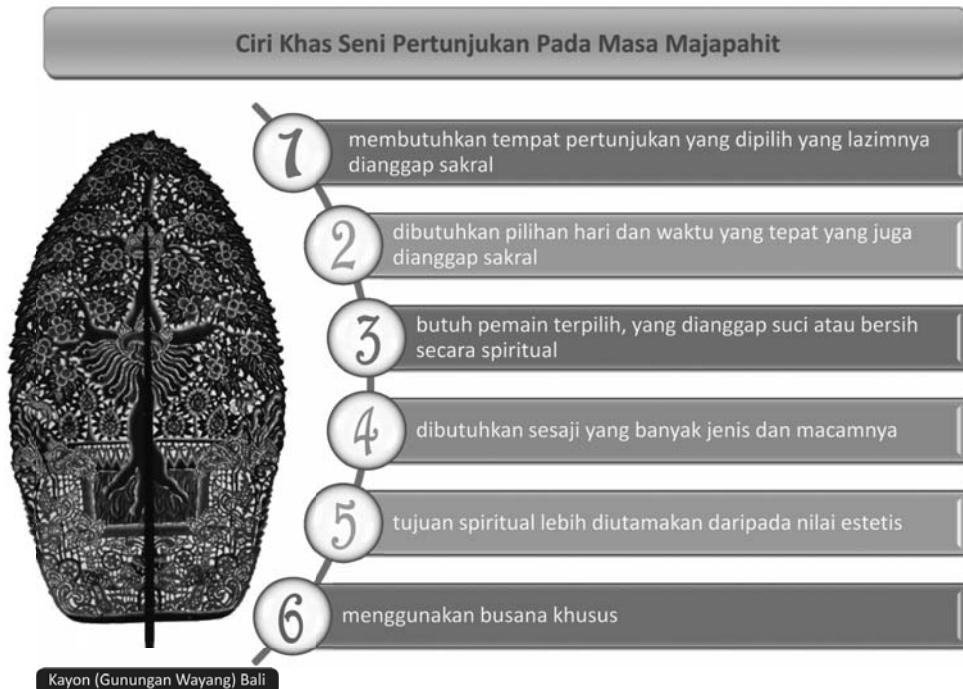 Ciri Khas Seni Pertunjukan Pada Masa Majapahit
1
membutuhkan tempat pertunjukan yang dipilih yang lazimnya
dianggap sakral
2
dibutuhkan pilihan hari dan waktu yang tepat yang juga
dianggap sakral
3
butuh pemain terpilih, yang dianggap suci atau bersih
secara spiritual
4
dibutuhkan sesaji yang banyak jenis dan macamnya
5
tujuan spiritual lebih diutamakan daripada nilai estetis
6
menggunakan busana khusus
Kayon (Gunungan Wayang) Bali